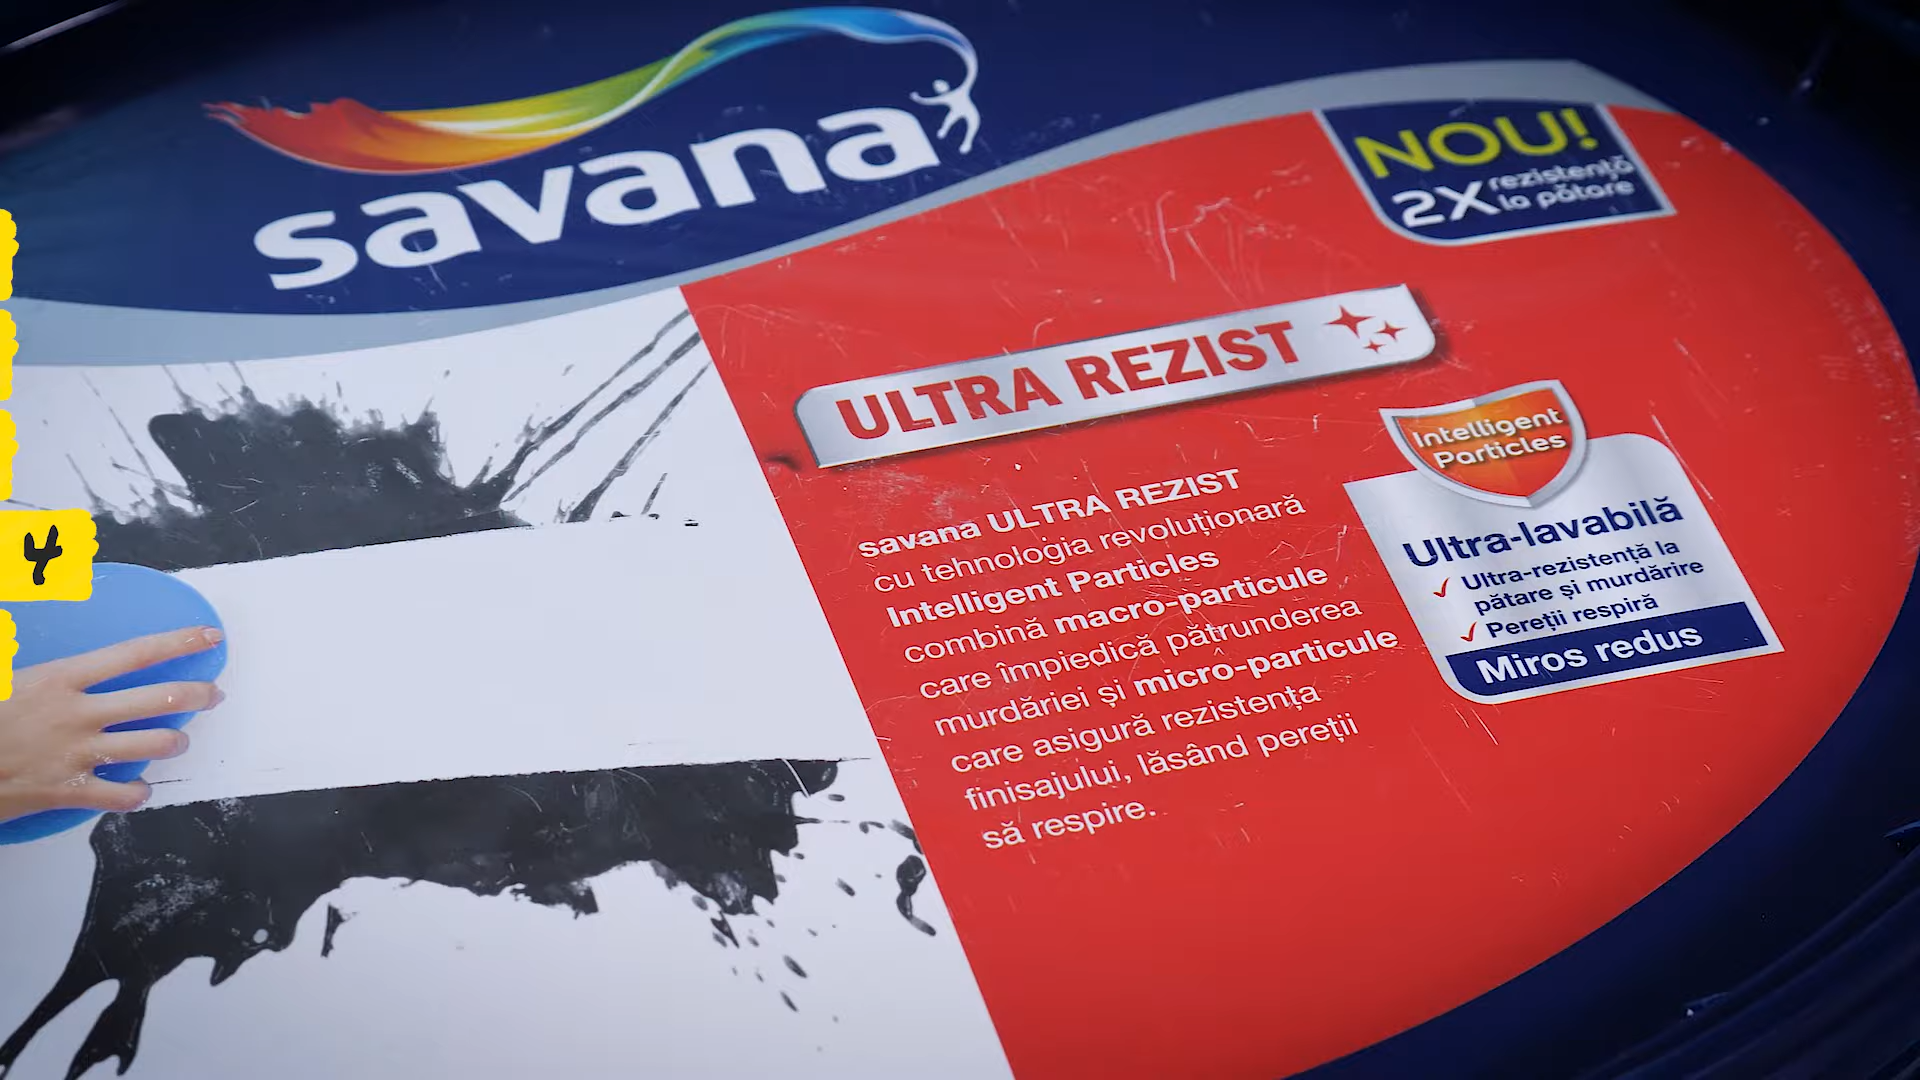 savana
NOU!
2X rezistență
la pătare
ULTRA REZIST
savana ULTRA REZIST
cu tehnologia revoluționară
Intelligent Particles
combină macro-particule
care împiedică pătrunderea
murdăriei și micro-particule
care asigură rezistența
finisajului, lăsând pereții
să respire.
Intelligent
Particles
Ultra-lavabilă
Ultra-rezistență la
pătare și murdărire
Pereții respiră
Miros redus
4